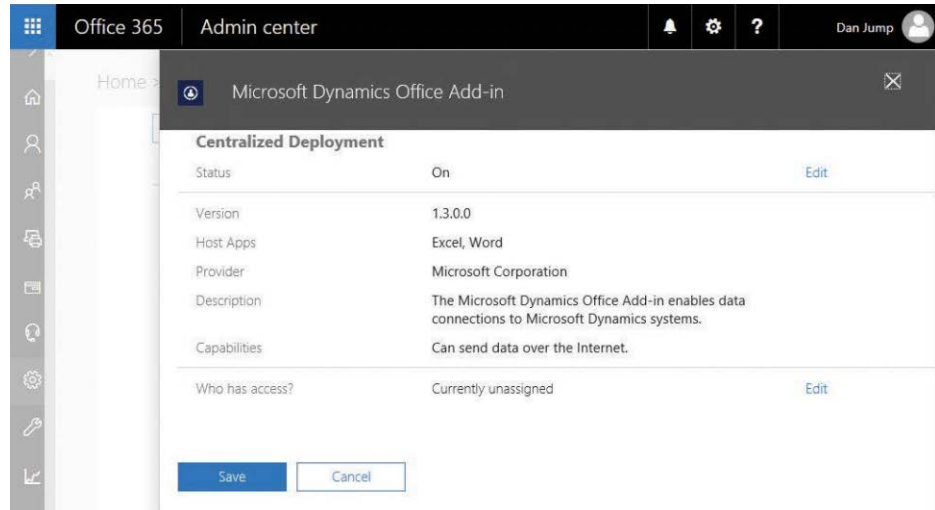 Office 365 Admin center ? Dan Jump
Home >
Microsoft Dynamics Office Add-in
Centralized Deployment
Status On Edit
Version 1.3.0.0
Host Apps Excel, Word
Provider Microsoft Corporation
Description The Microsoft Dynamics Office Add-in enables data
connections to Microsoft Dynamics systems.
Capabilities Can send data over the Internet.
Who has access? Currently unassigned Edit
Save Cancel